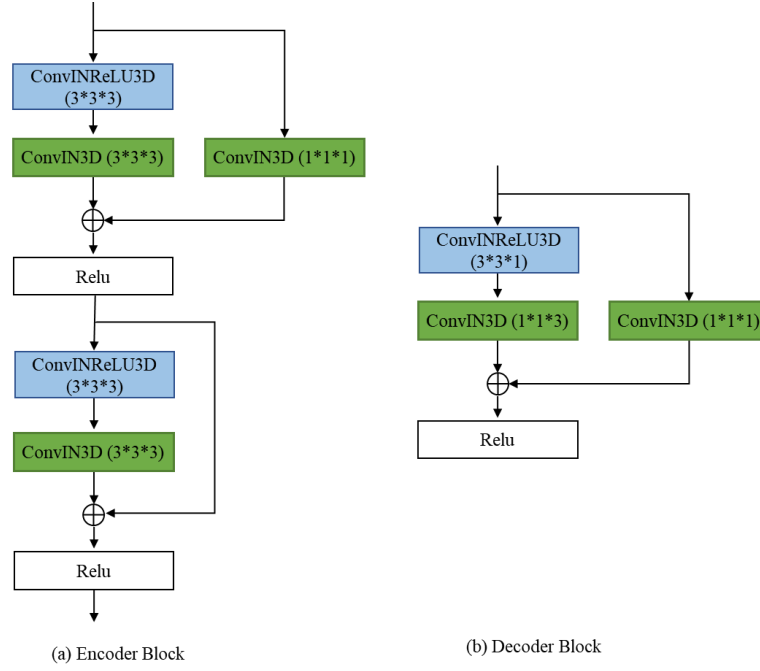 ConvINReLU3D
(3*3*3)
ConvIN3D (3*3*3)
ConvIN3D (1*1*1)
Relu
ConvINReLU3D
(3*3*3)
ConvIN3D (3*3*3)
Relu
(a) Encoder Block
ConvINReLU3D
(3*3*1)
ConvIN3D (1*1*3)
ConvIN3D (1*1*1)
Relu
(b) Decoder Block